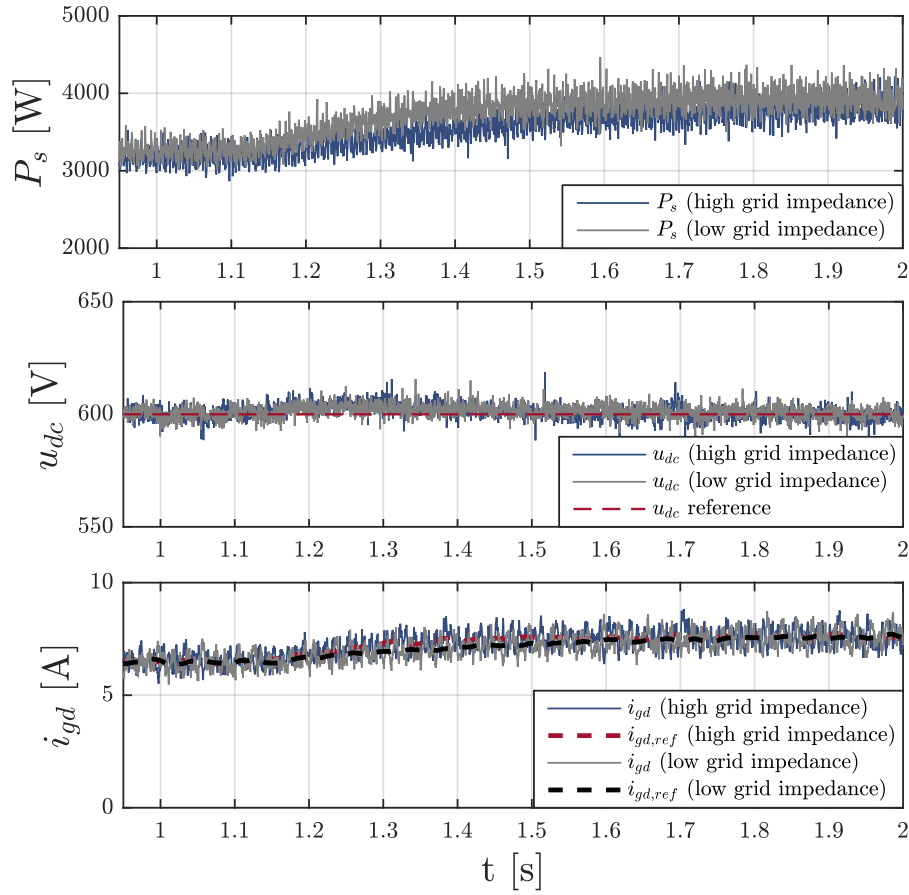 5000
4000
3000
2000
P_s [W]
P_s (high grid impedance)
P_s (low grid impedance)
1 1.1 1.2 1.3 1.4 1.5 1.6 1.7 1.8 1.9 2
650
600
550
u_dc [V]
u_dc (high grid impedance)
u_dc (low grid impedance)
u_dc reference
1 1.1 1.2 1.3 1.4 1.5 1.6 1.7 1.8 1.9 2
10
5
0
i_gd [A]
i_gd (high grid impedance)
i_gd,ref (high grid impedance)
i_gd (low grid impedance)
i_gd,ref (low grid impedance)
1 1.1 1.2 1.3 1.4 1.5 1.6 1.7 1.8 1.9 2
t [s]